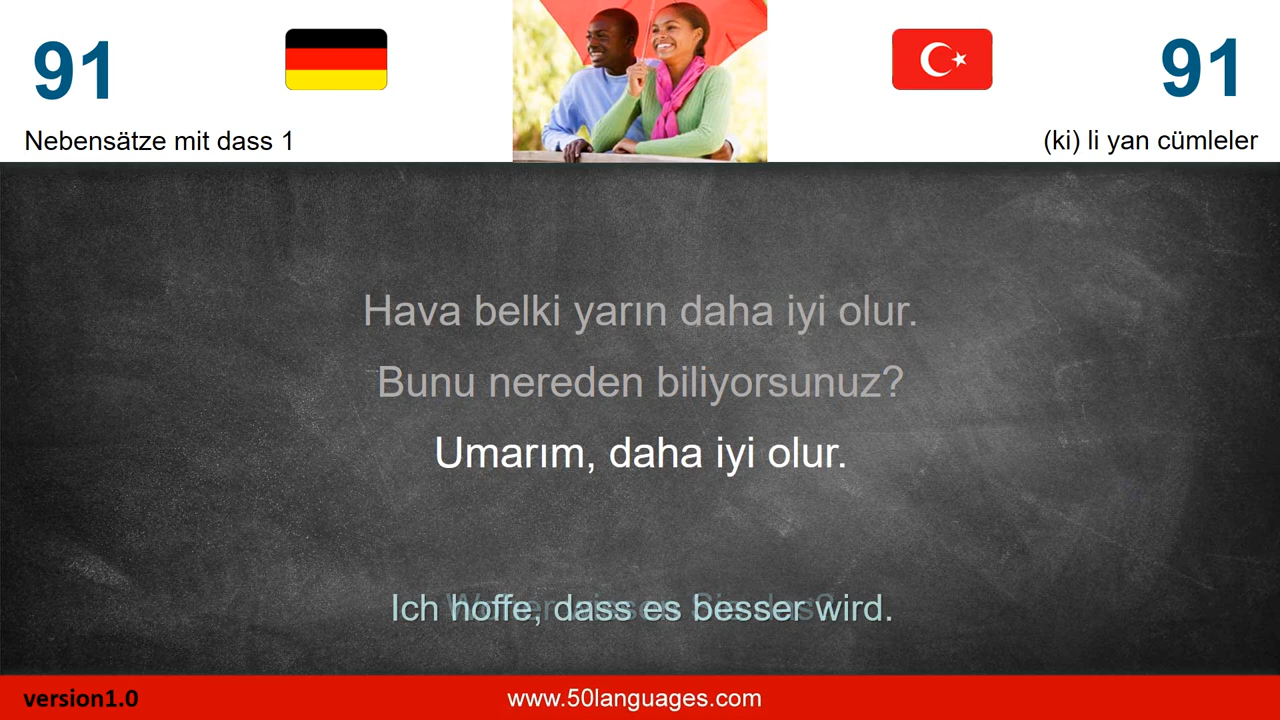 91
91
Nebensätze mit dass 1
(ki) li yan cümleler
Hava belki yarın daha iyi olur.
Bunu nereden biliyorsunuz?
Umarım, daha iyi olur.
Ich hoffe, dass es besser wird.
version1.0
www.50languages.com